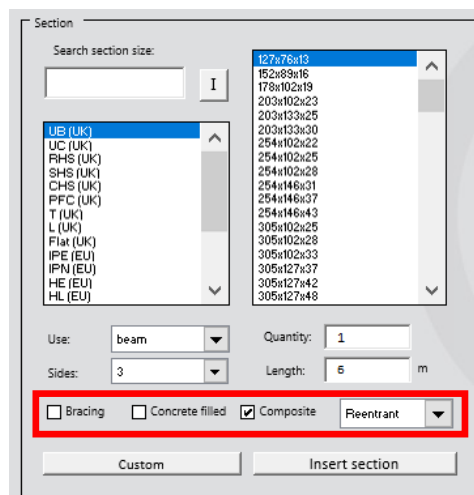 Section
Search section size:
I
UB (UK)
UC (UK)
RHS (UK)
SHS (UK)
CHS (UK)
PFC (UK)
T (UK)
L (UK)
Flat (UK)
IPE (EU)
IPN (EU)
HE (EU)
HL (EU)
127x76x13
152x89x16
178x102x19
203x102x23
203x133x25
203x133x30
254x102x22
254x102x25
254x102x28
254x146x31
254x146x37
254x146x43
305x102x25
305x102x28
305x102x33
305x127x37
305x127x42
305x127x48
Use: beam Quantity: 1
Sides: 3 Length: 6 m
Bracing Concrete filled Composite Reentrant
Custom Insert section